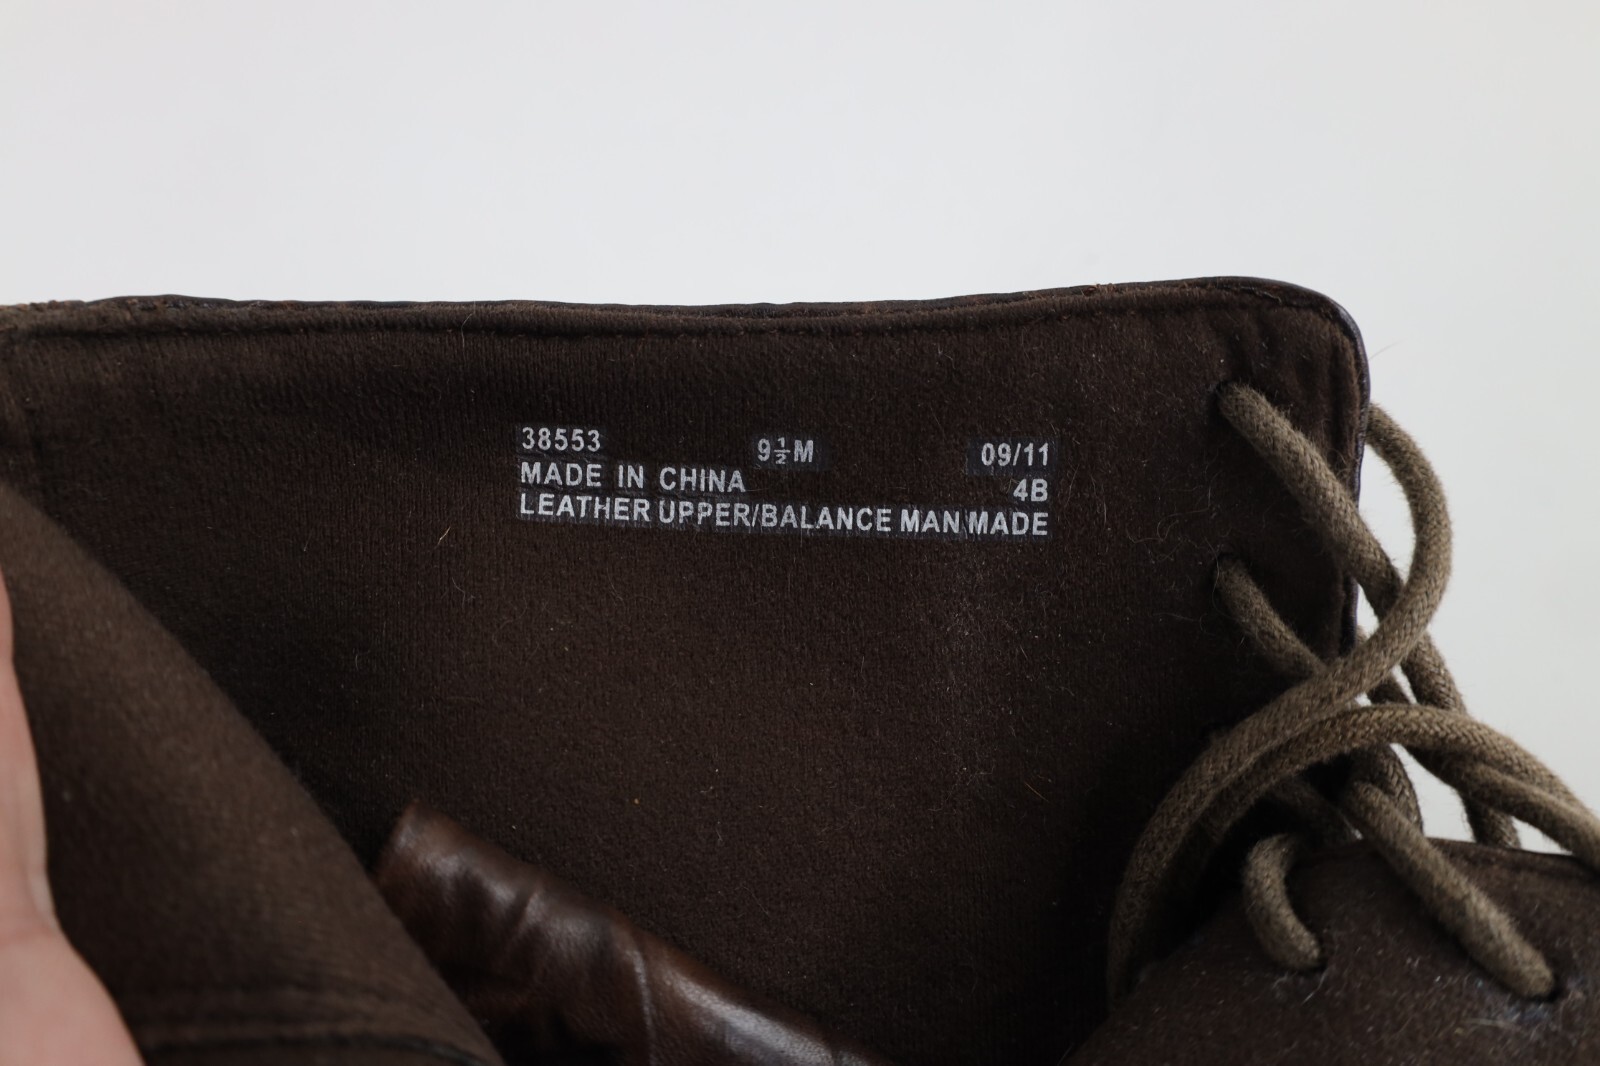 38553 9½M 09/11
MADE IN CHINA 4B
LEATHER UPPER/BALANCE MAN MADE